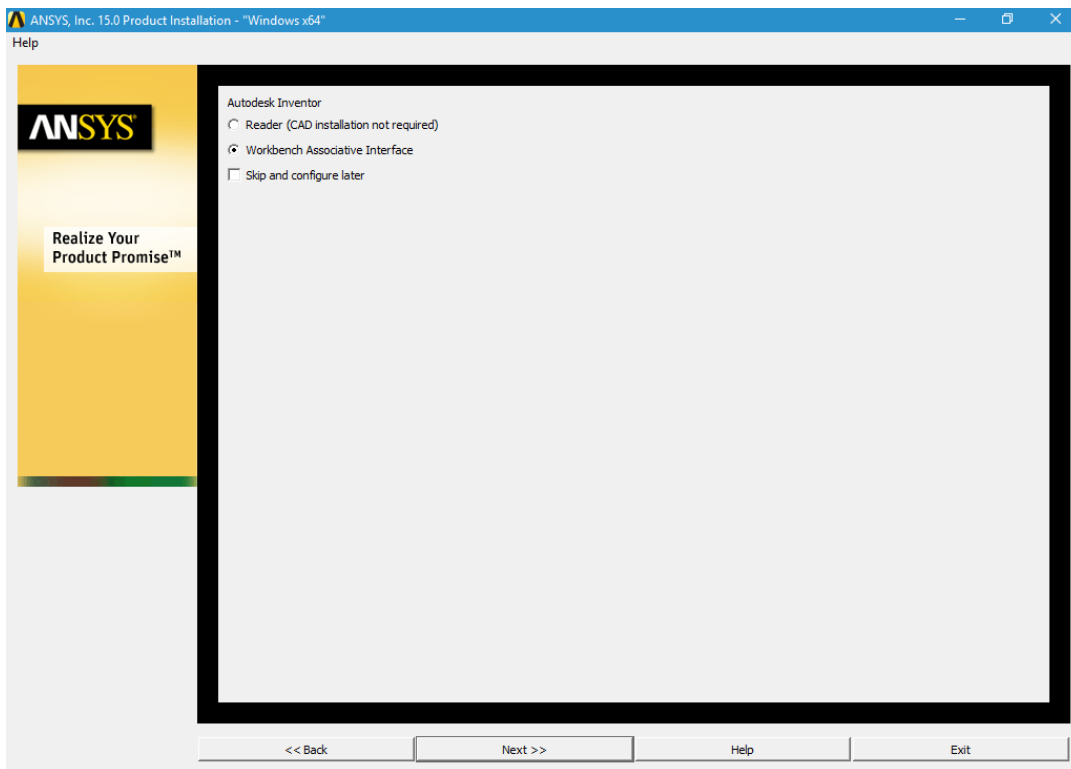 ANSYS, Inc. 15.0 Product Installation - "Windows x64"
Help
ANSYS®
Realize Your
Product Promise™
Autodesk Inventor
Reader (CAD installation not required)
Workbench Associative Interface
Skip and configure later
<< Back
Next >>
Help
Exit